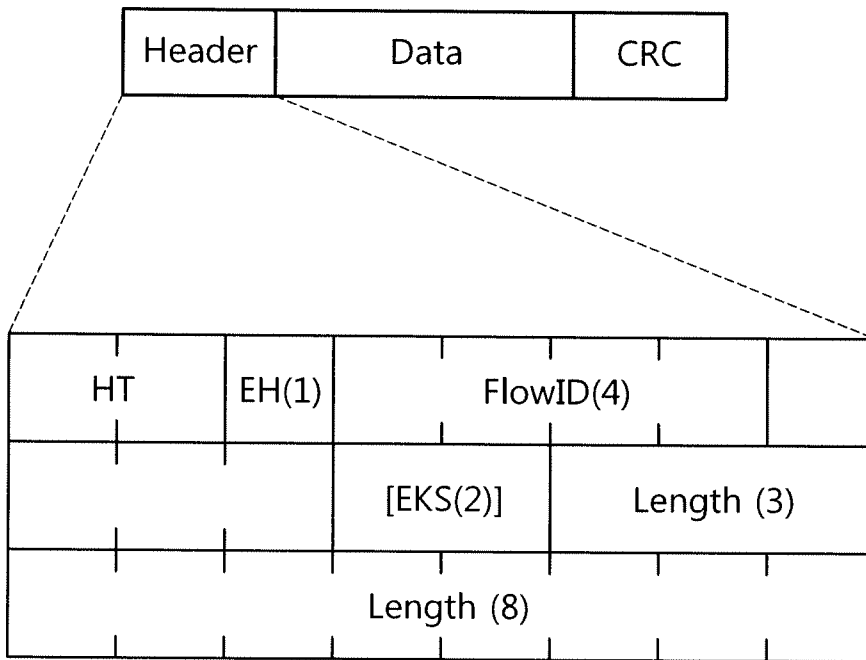 Header Data CRC
HT EH(1) FlowID(4)
[EKS(2)] Length (3)
Length (8)